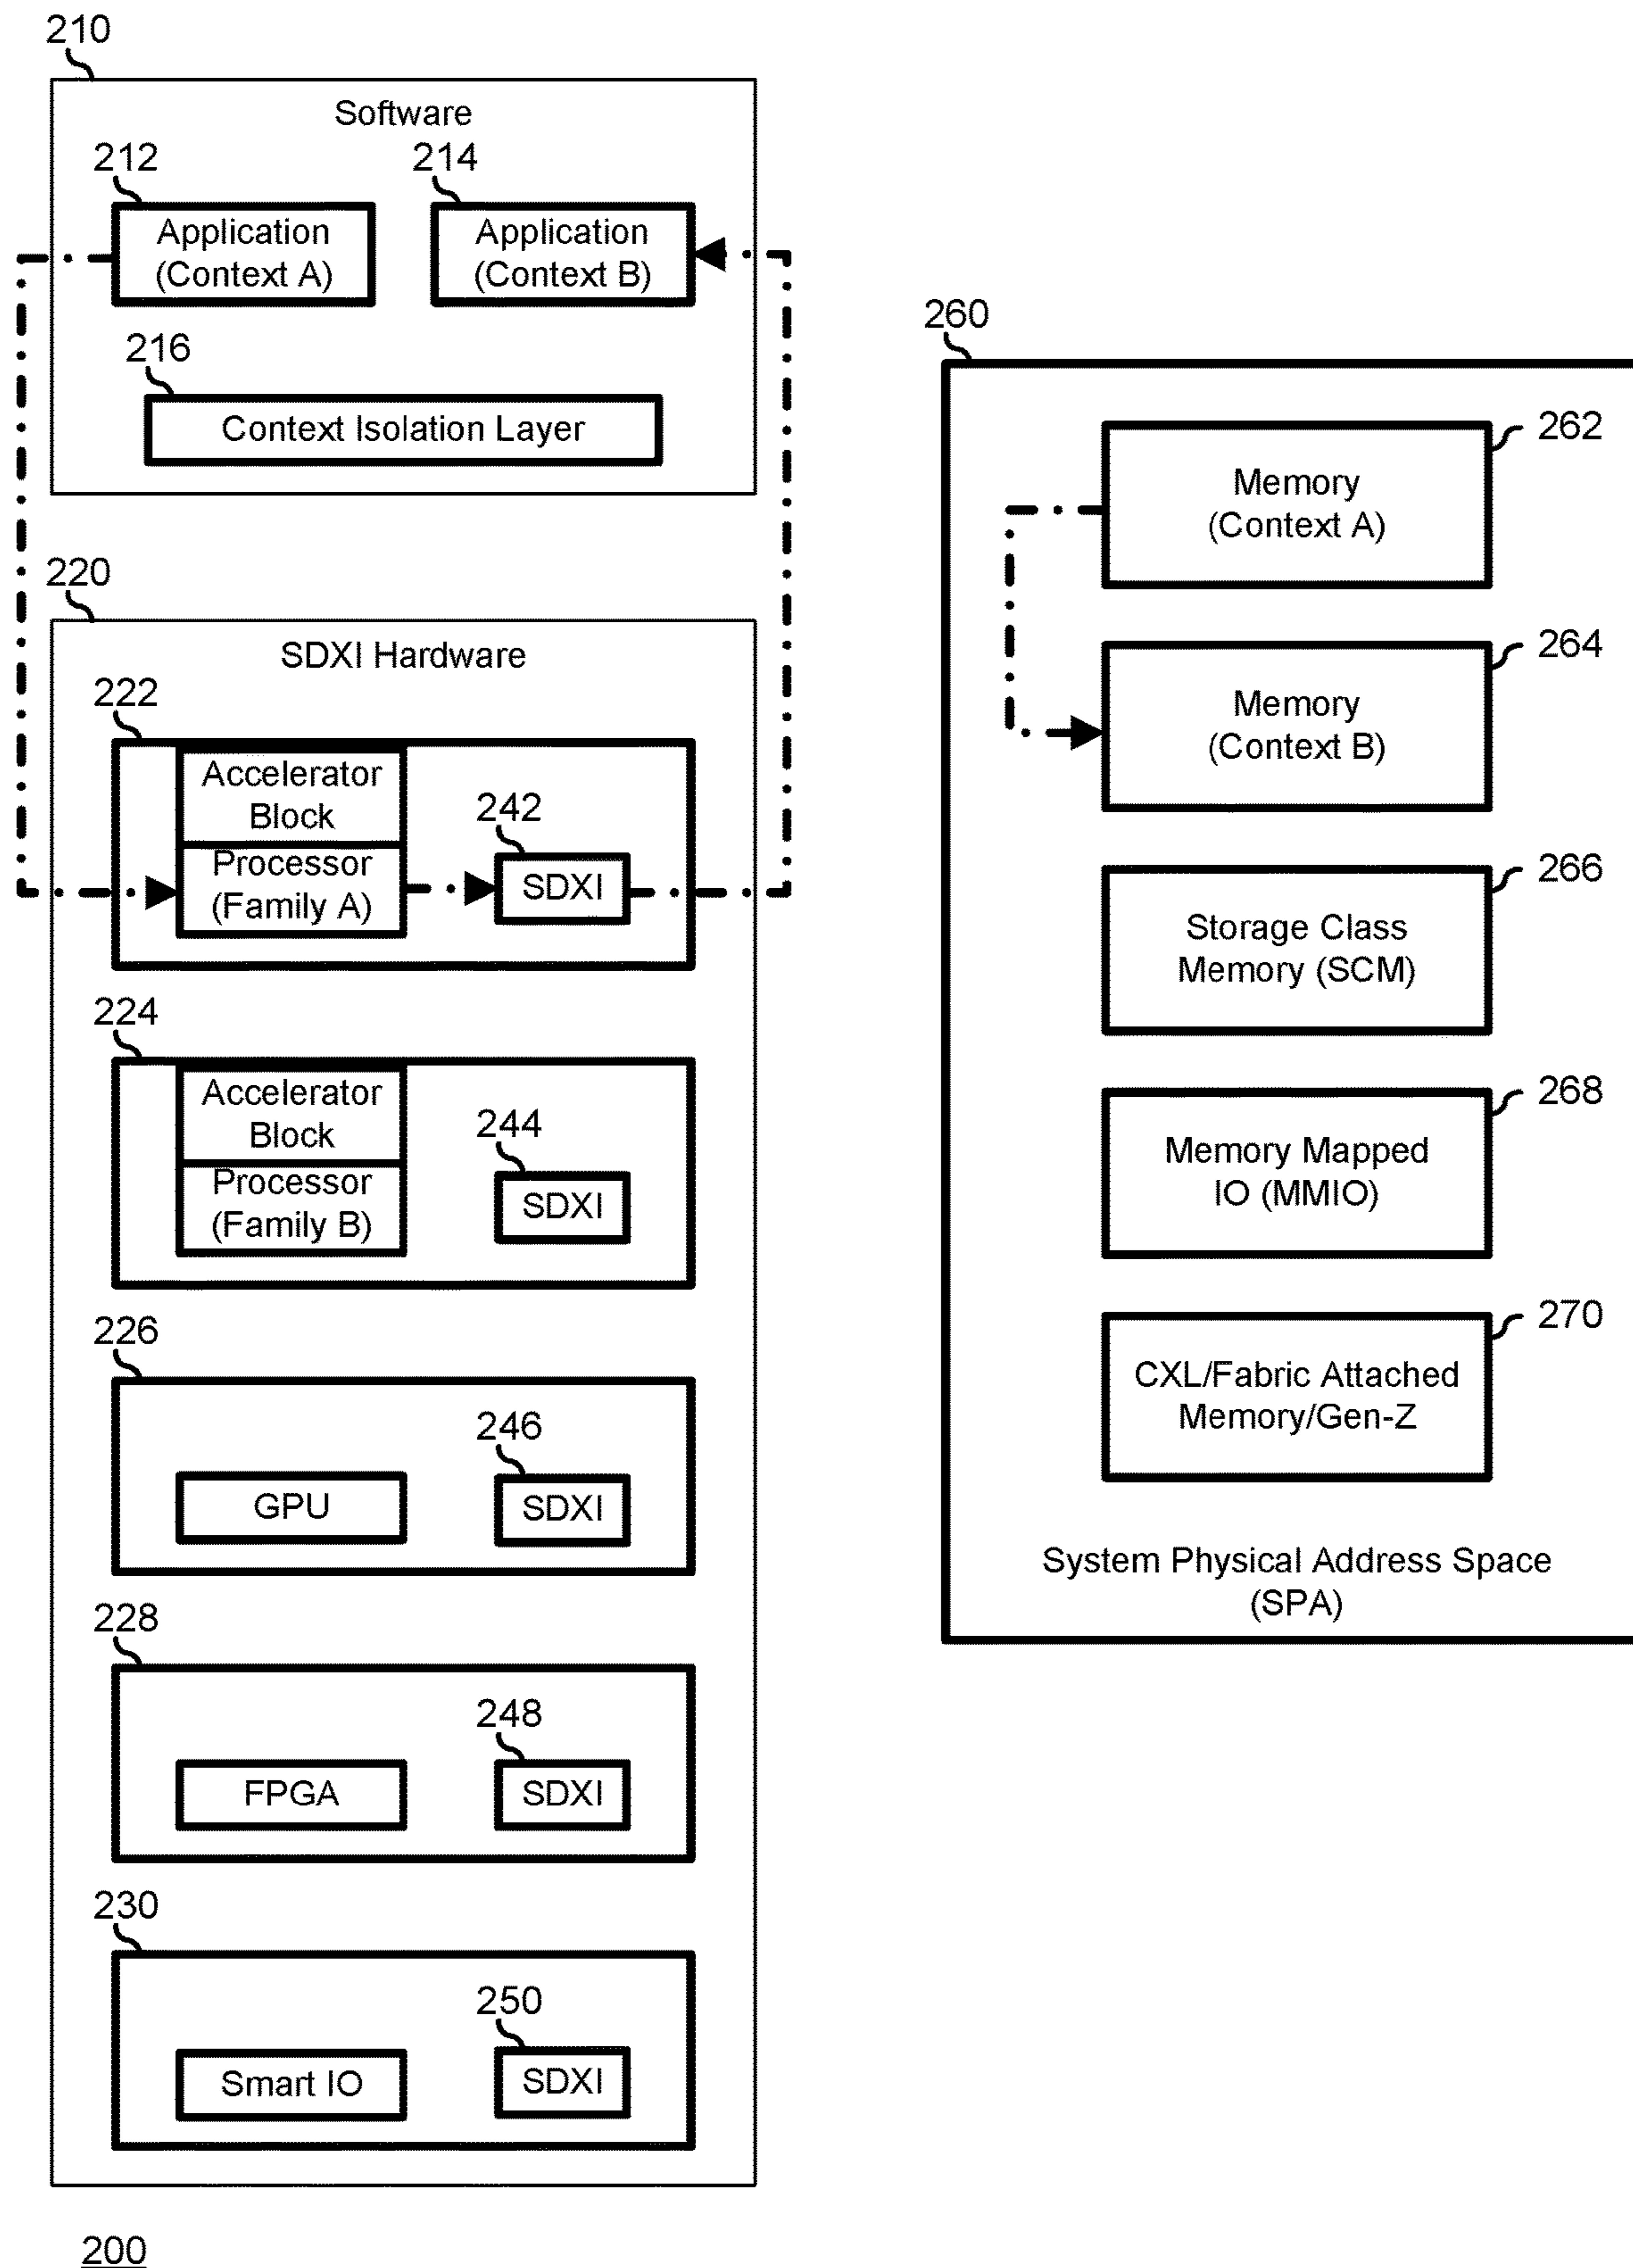 210
Software
212
214
Application
(Context A)
Application
(Context B)
216
Context Isolation Layer
220
SDXI Hardware
222
Accelerator
Block
Processor
(Family A)
242
SDXI
224
Accelerator
Block
Processor
(Family B)
244
SDXI
226
GPU
246
SDXI
228
FPGA
248
SDXI
230
Smart IO
250
SDXI
200
260
262
Memory
(Context A)
264
Memory
(Context B)
266
Storage Class
Memory (SCM)
268
Memory Mapped
IO (MMIO)
270
CXL/Fabric Attached
Memory/Gen-Z
System Physical Address Space
(SPA)